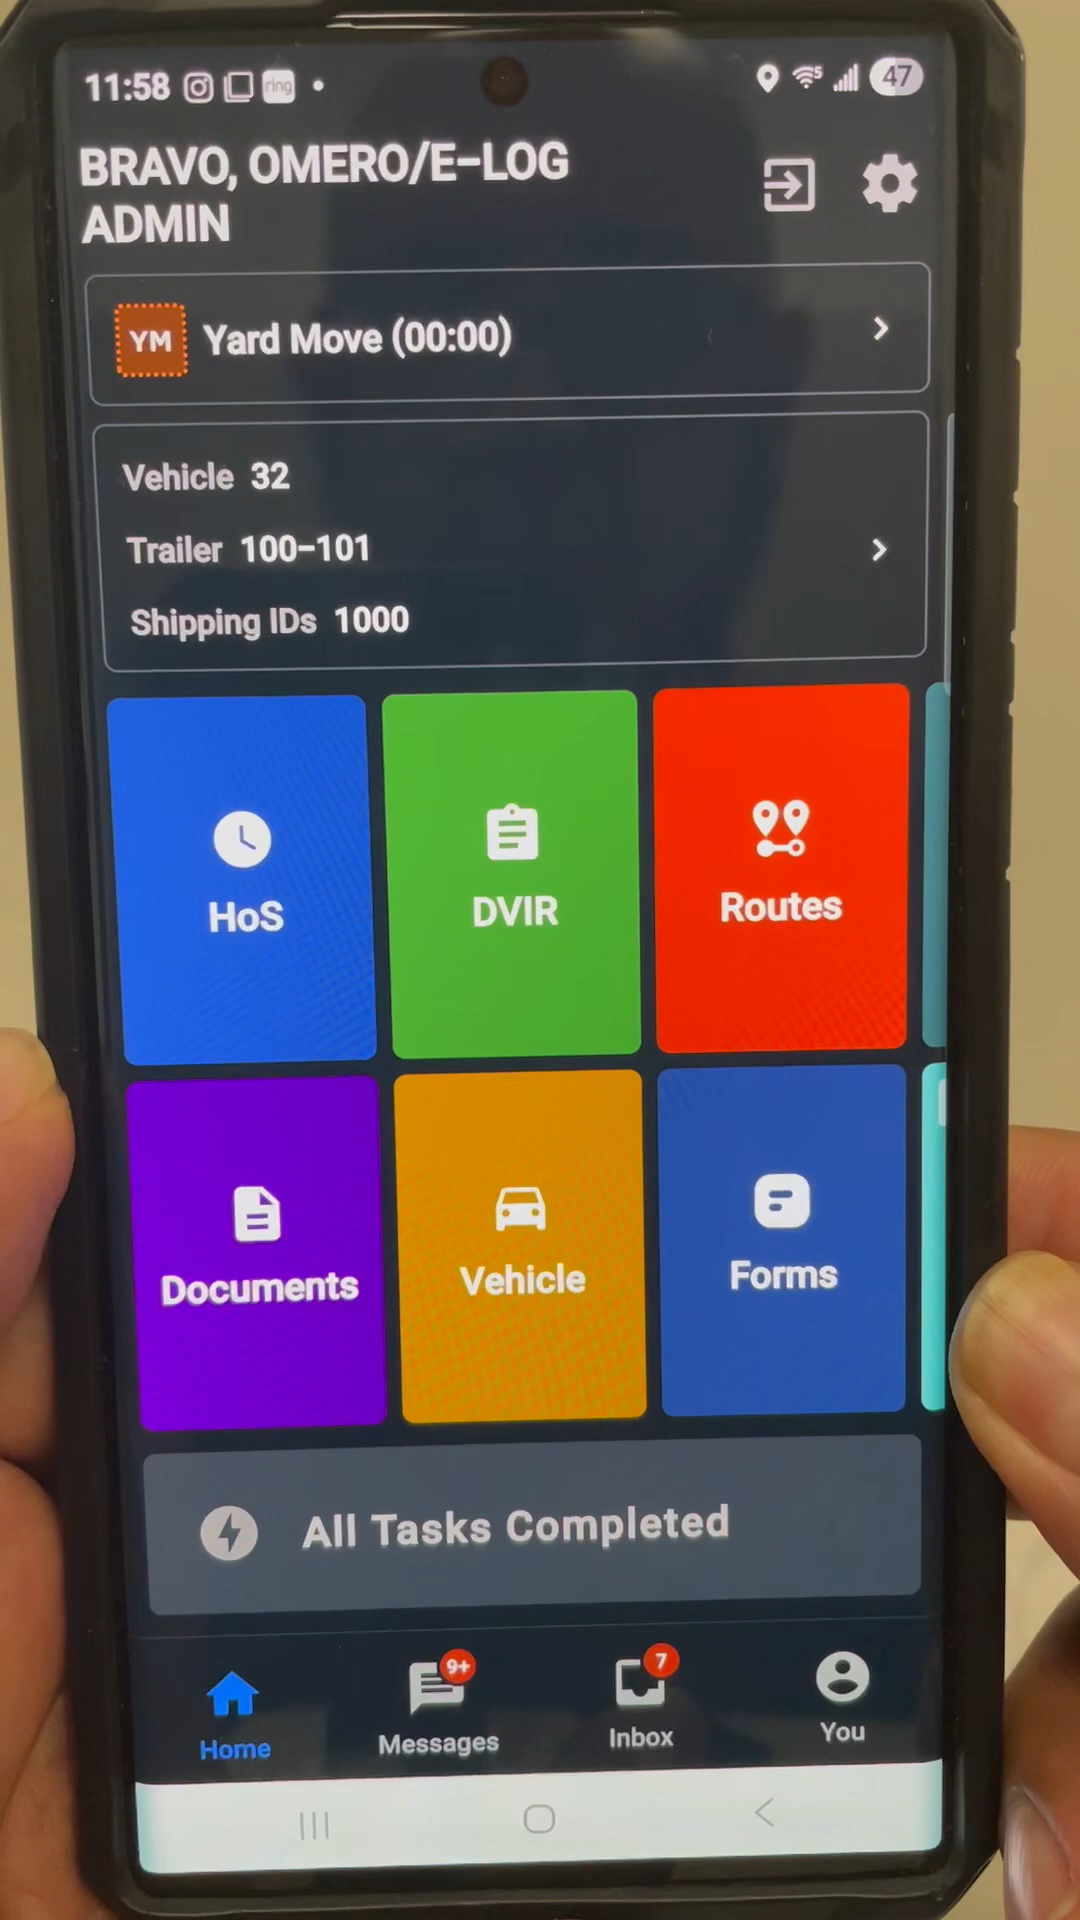 11:58 ring 47
BRAVO, OMERO/E-LOG
ADMIN
YM Yard Move (00:00)
Vehicle 32
Trailer 100-101
Shipping IDs 1000
HoS DVIR Routes
Documents Vehicle Forms
All Tasks Completed
9+ 7
Home Messages Inbox You